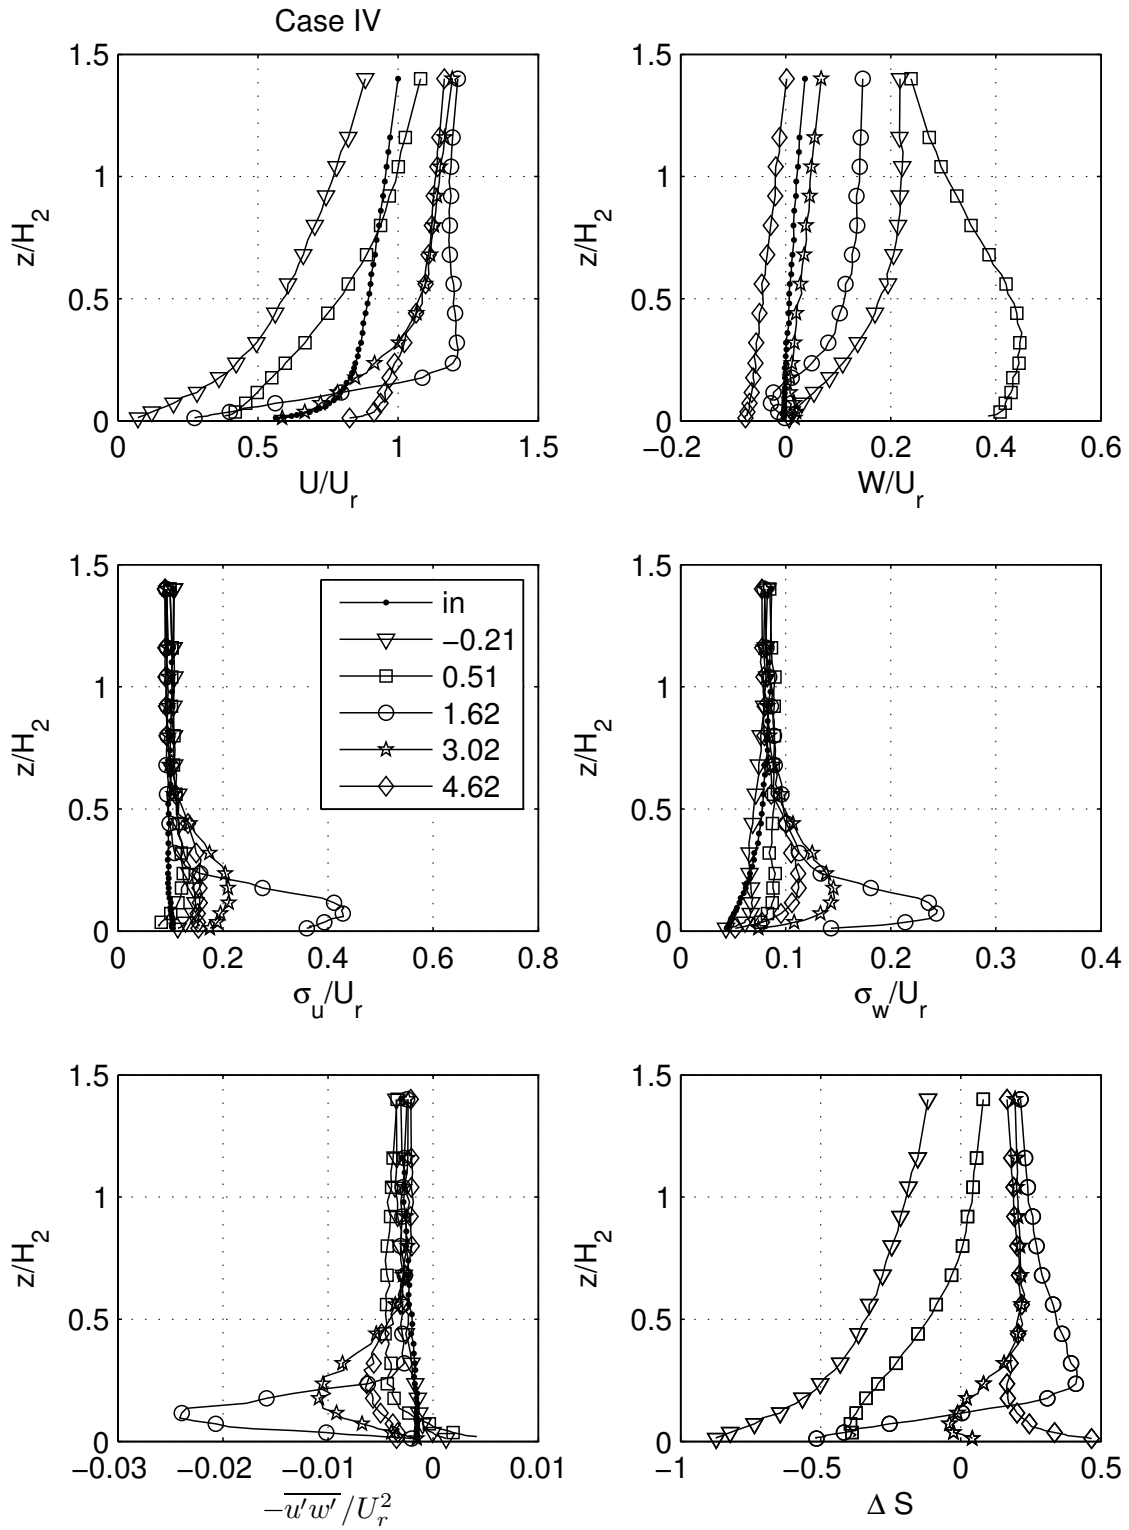 Case IV
1.5
1
0.5
0
0 0.5 1 1.5
z/H2
U/Ur
1.5
1
0.5
0
−0.2 0 0.2 0.4 0.6
z/H2
W/Ur
1.5
1
0.5
0
0 0.2 0.4 0.6 0.8
z/H2
σu/Ur
in
−0.21
0.51
1.62
3.02
4.62
1.5
1
0.5
0
0 0.1 0.2 0.3 0.4
z/H2
σw/Ur
1.5
1
0.5
0
−0.03 −0.02 −0.01 0 0.01
z/H2
−u′w′/Ur²
1.5
1
0.5
0
−1 −0.5 0 0.5
z/H2
Δ S